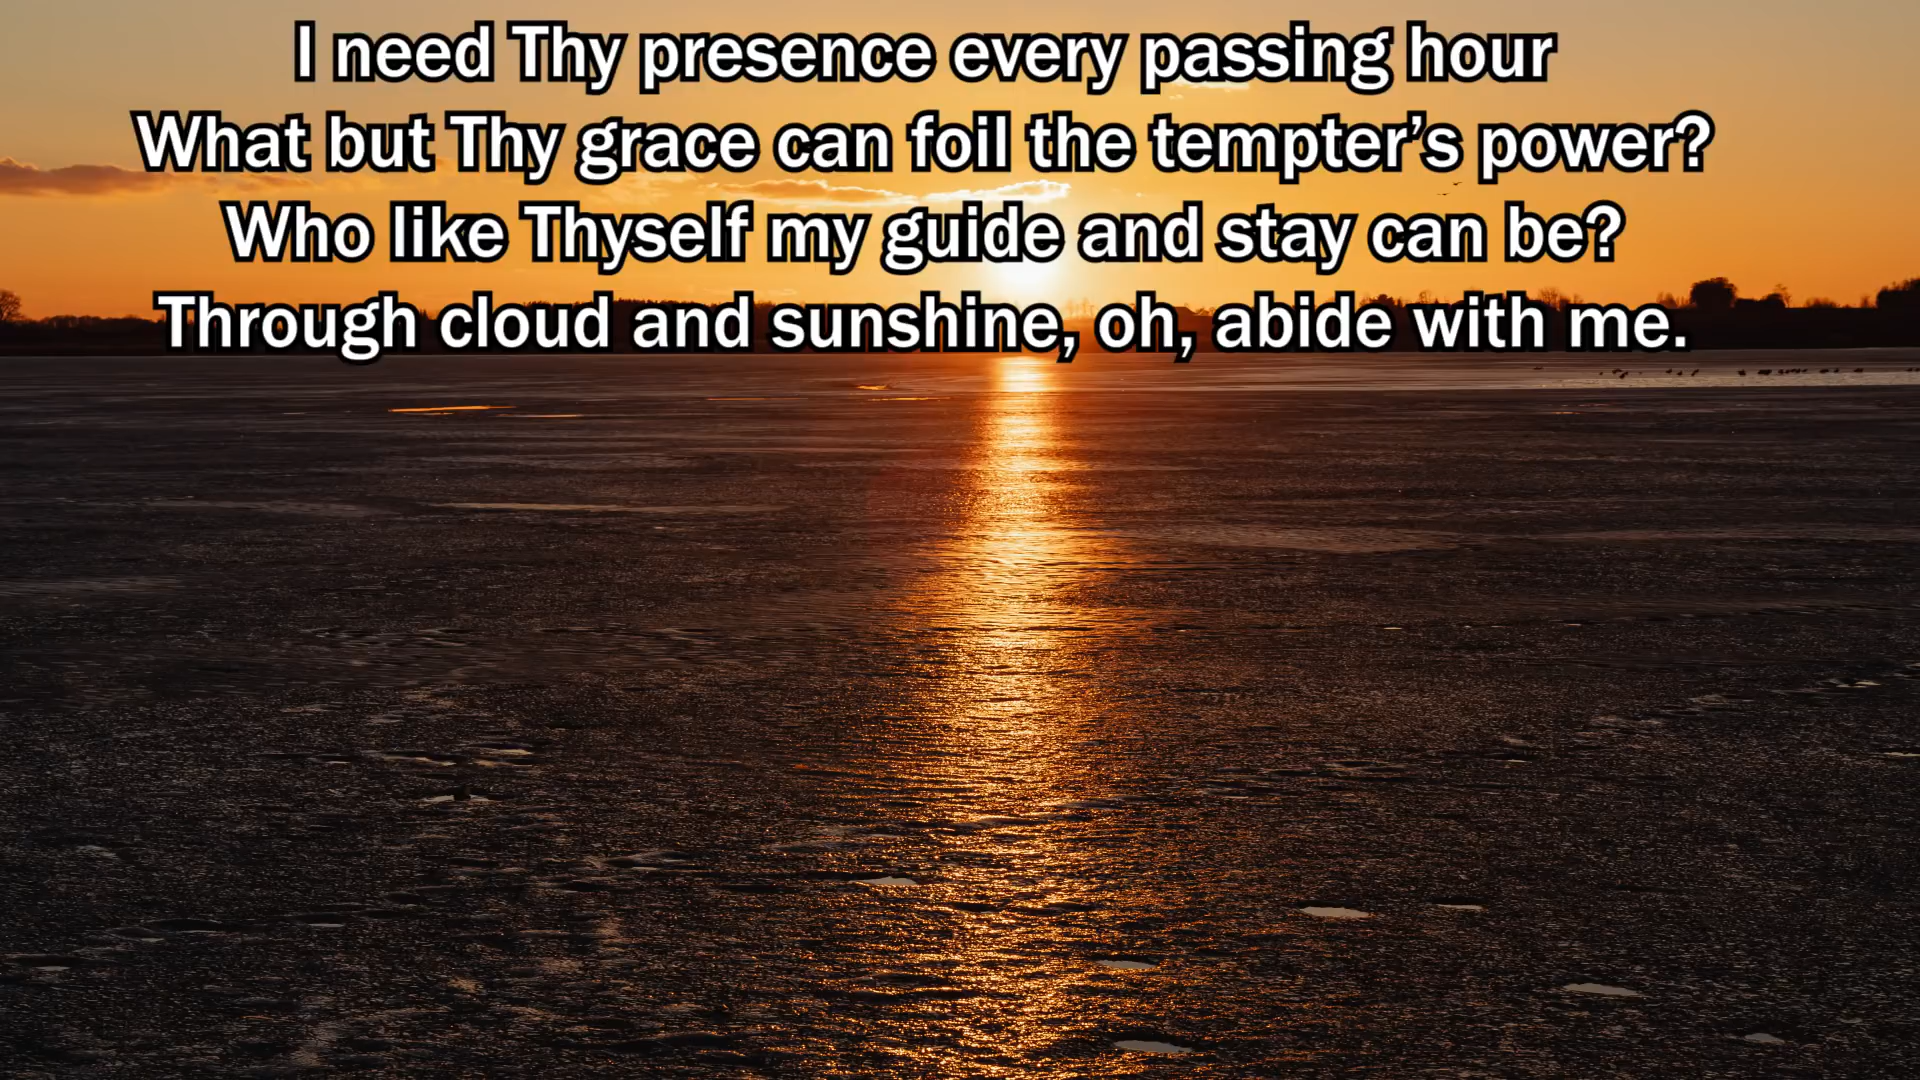 I need Thy presence every passing hour
What but Thy grace can foil the tempter’s power?
Who like Thyself my guide and stay can be?
Through cloud and sunshine, oh, abide with me.